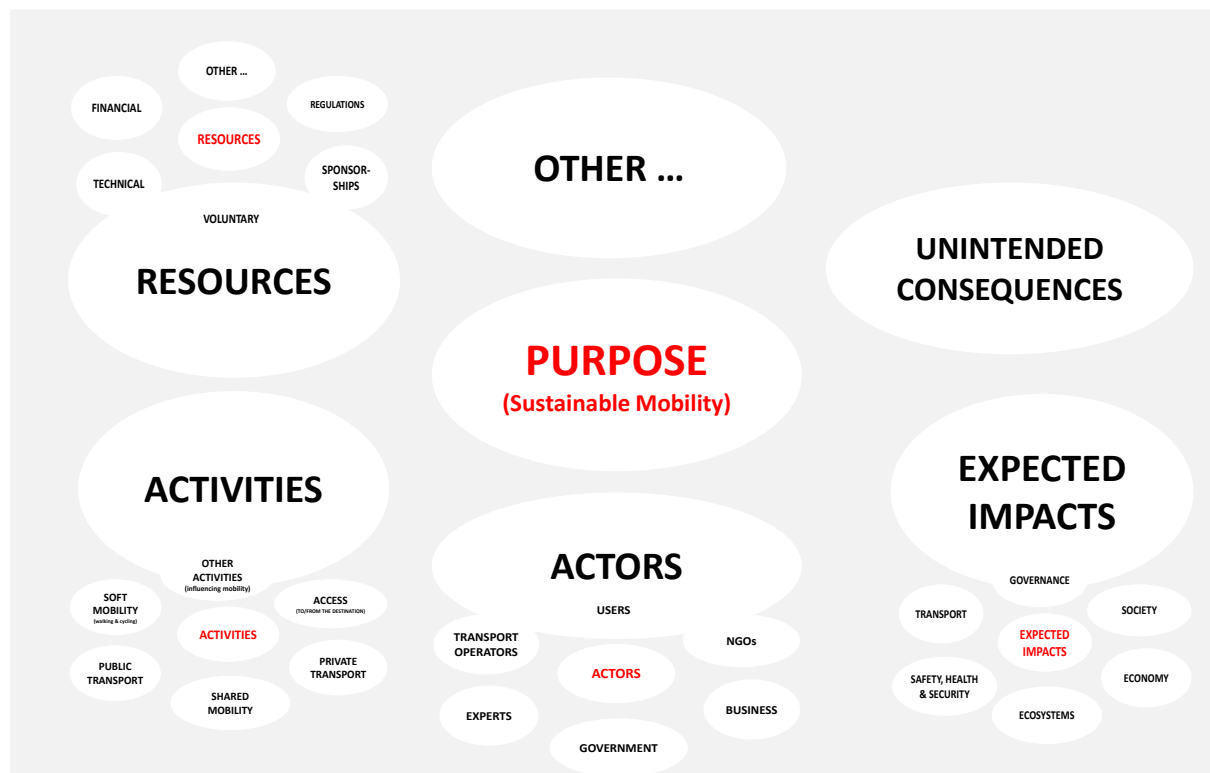 OTHER ...
FINANCIAL
REGULATIONS
RESOURCES
TECHNICAL
SPONSOR-
SHIPS
VOLUNTARY
RESOURCES
OTHER ...
UNINTENDED
CONSEQUENCES
PURPOSE
(Sustainable Mobility)
ACTIVITIES
OTHER
ACTIVITIES
(influencing mobility)
SOFT
MOBILITY
(walking & cycling)
ACCESS
(TO/FROM THE DESTINATION)
ACTIVITIES
PUBLIC
TRANSPORT
PRIVATE
TRANSPORT
SHARED
MOBILITY
ACTORS
USERS
TRANSPORT
OPERATORS
NGOs
ACTORS
EXPERTS
BUSINESS
GOVERNMENT
EXPECTED
IMPACTS
GOVERNANCE
TRANSPORT
SOCIETY
EXPECTED
IMPACTS
SAFETY, HEALTH
& SECURITY
ECONOMY
ECOSYSTEMS